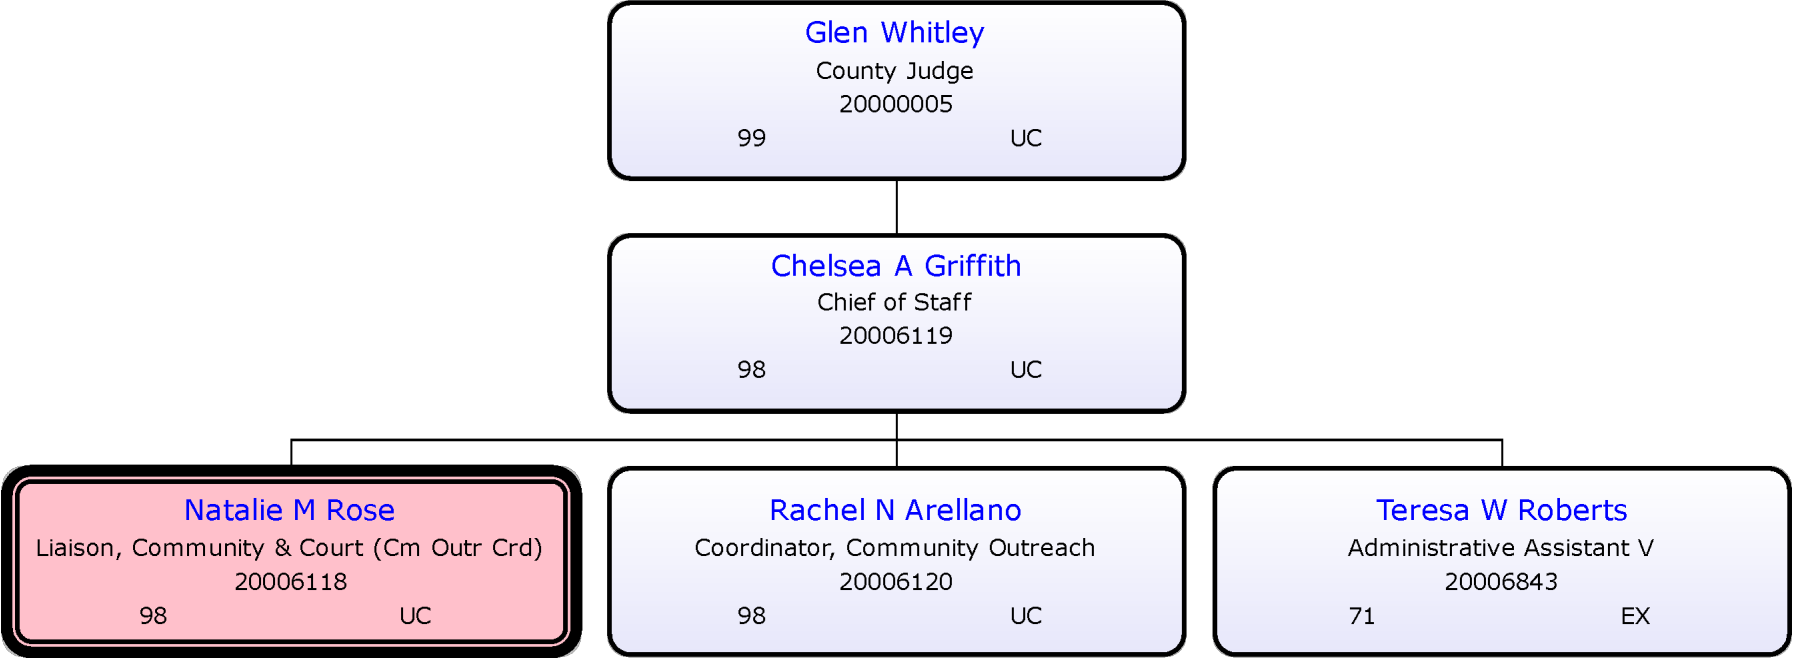 Glen Whitley
County Judge
20000005
99 UC
Chelsea A Griffith
Chief of Staff
20006119
98 UC
Natalie M Rose
Liaison, Community & Court (Cm Outr Crd)
20006118
98 UC
Rachel N Arellano
Coordinator, Community Outreach
20006120
98 UC
Teresa W Roberts
Administrative Assistant V
20006843
71 EX